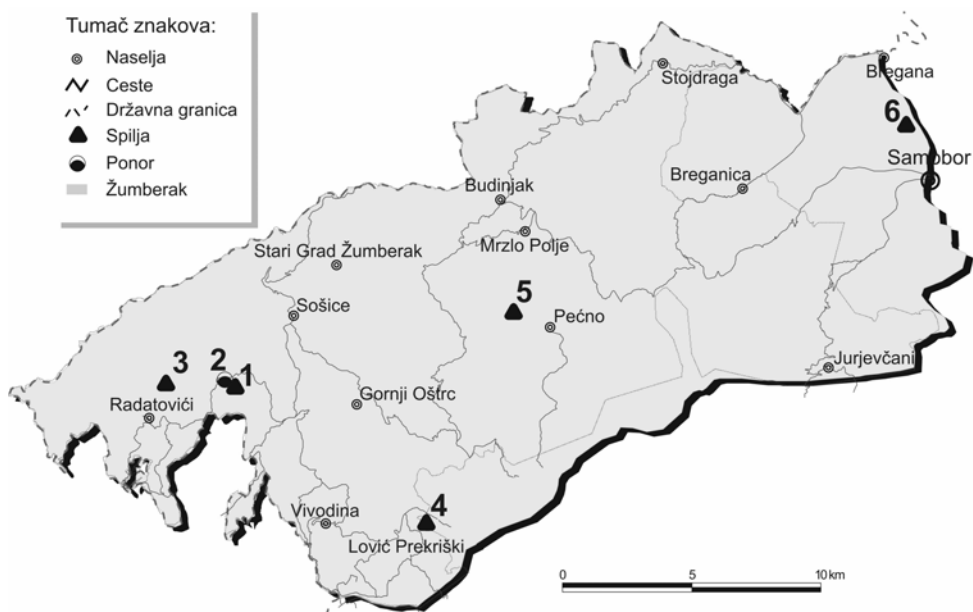 Tumač znakova:
Naselja
Ceste
Državna granica
Spilja
Ponor
Žumberak
Stojdraga
Bregana
6
Samobor
Breganica
Budinjak
Mrzlo Polje
Stari Grad Žumberak
5
Sošice
Pećno
Jurjevčani
3
2
1
Radatovići
Gornji Oštrc
4
Vivodina
Lović Prekriški
0 5 10 km